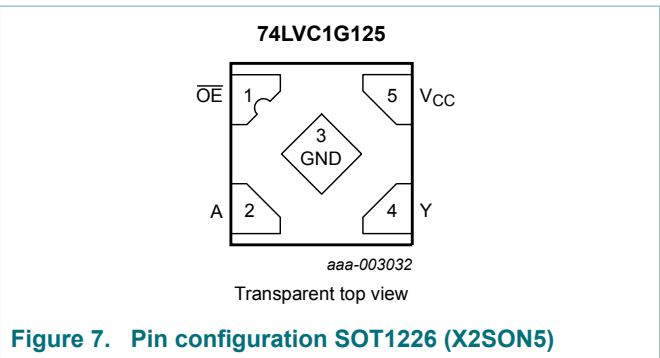 74LVC1G125
OE 1 5 VCC
3
GND
A 2 4 Y
aaa-003032
Transparent top view
Figure 7. Pin configuration SOT1226 (X2SON5)